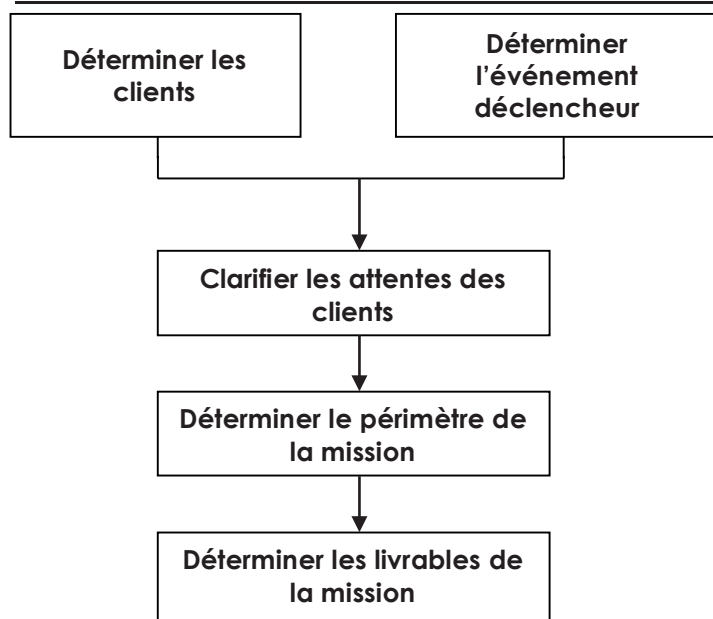 Déterminer les
clients
Déterminer
l’événement
déclencheur
Clarifier les attentes des
clients
Déterminer le périmètre de
la mission
Déterminer les livrables de
la mission